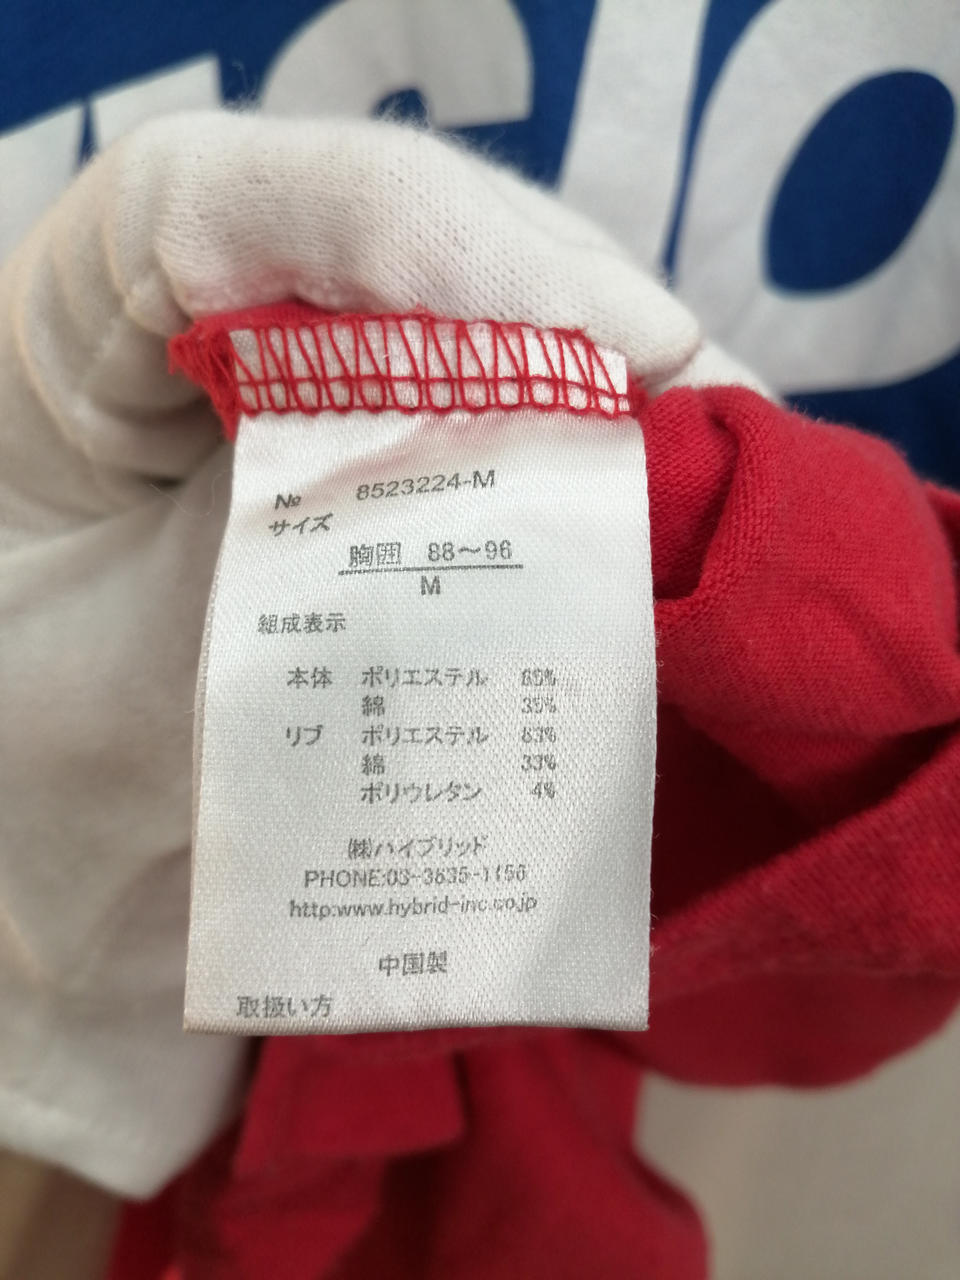 № 8523224-M
サイズ
胸囲 88～96
M
組成表示
本体 ポリエステル 65%
綿 35%
リブ ポリエステル 63%
綿 33%
ポリウレタン 4%
㈱ハイブリッド
PHONE:03-3835-1156
http:www.hybrid-inc.co.jp
中国製
取扱い方